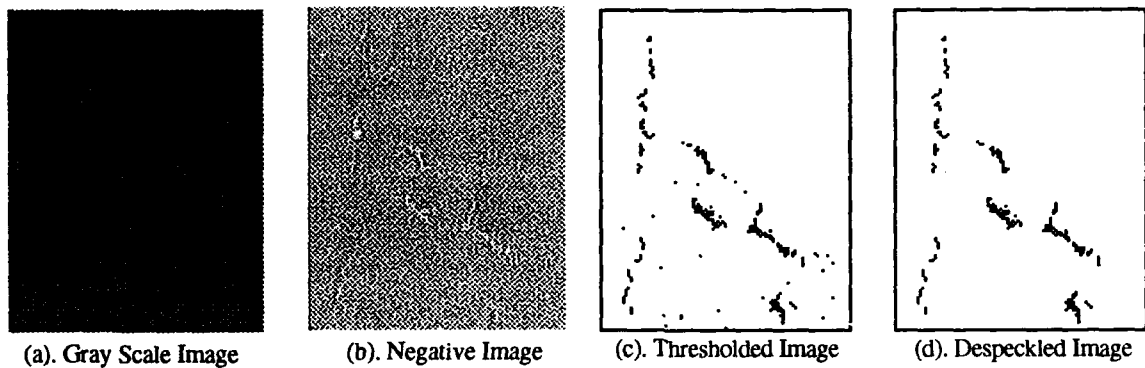 (a). Gray Scale Image
(b). Negative Image
(c). Thresholded Image
(d). Despeckled Image